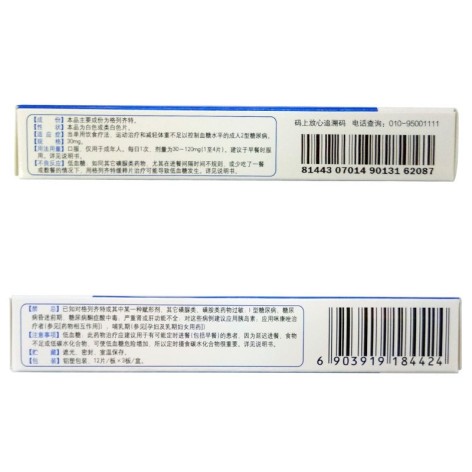 [成 份] 本品主要成份为格列齐特。
[性 状] 本品为白色或类白色片。
[适 应 症] 当单用饮食疗法、运动治疗和减轻体重不足以控制血糖水平的成人2型糖尿病。
[规 格] 30mg。
[用法用量] 口服，仅用于成年人，每日1次，剂量为30-120mg(1至4片)，建议于早餐时服
用。详见说明书。
[不良反应] 低血糖。如同其它磺脲类药物，尤其在进餐间隔时间不规则，或少吃了一餐
或数餐的情况下，用格列齐特缓释片治疗可能导致低血糖发生。详见说明书。
码上放心追溯码 电话查询：010-95001111
81443 07014 90131 62087
[禁 忌] 已知对格列齐特或其中某一种赋形剂、其它磺脲类、磺胺类药物过敏，I型糖尿病，糖尿
病昏迷前期，糖尿病酮症酸中毒，严重肾或肝功能不全，对这些病例建议应用胰岛素，应用咪康唑治
疗者(参见[药物相互作用])，哺乳期(参见[孕妇及乳期妇女用药])
[注意事项] 低血糖，此药物治疗应建议用于有可能定时进餐(包括早餐)的患者，因为延迟进餐，食物
不足或低碳水化合物，可使低血糖危险增加，所以定时摄食碳水化合物很重要。详见说明书。
[贮 藏] 遮光，密封，室温保存。
[包 装] 铝塑包装，12片/板×3板/盒。
6 903919 184424